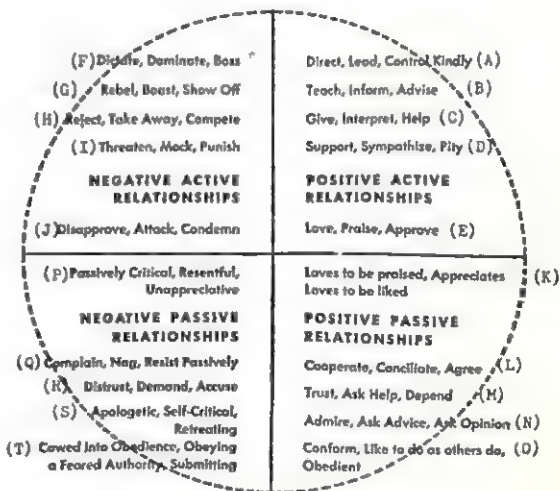 (F) Dictate, Dominate, Boss
(G) Rebel, Boast, Show Off
(H) Reject, Take Away, Compete
(I) Threaten, Mock, Punish
NEGATIVE ACTIVE
RELATIONSHIPS
(J) Disapprove, Attack, Condemn
Direct, Lead, Control Kindly (A)
Teach, Inform, Advise (B)
Give, Interpret, Help (C)
Support, Sympathize, Pity (D)
POSITIVE ACTIVE
RELATIONSHIPS
Love, Praise, Approve (E)
(P) Passively Critical, Resentful,
Unappreciative
NEGATIVE PASSIVE
RELATIONSHIPS
(Q) Complain, Nag, Resist Passively
(R) Distrust, Demand, Accuse
(S) Apologetic, Self-Critical,
Retreating
(T) Cowed Into Obedience, Obeying
a Feared Authority, Submitting
Loves to be praised, Appreciates (K)
Loves to be liked
POSITIVE PASSIVE
RELATIONSHIPS
Cooperate, Conciliate, Agree (L)
Trust, Ask Help, Depend (M)
Admire, Ask Advice, Ask Opinion (N)
Conform, Like to do as others do, (O)
Obedient